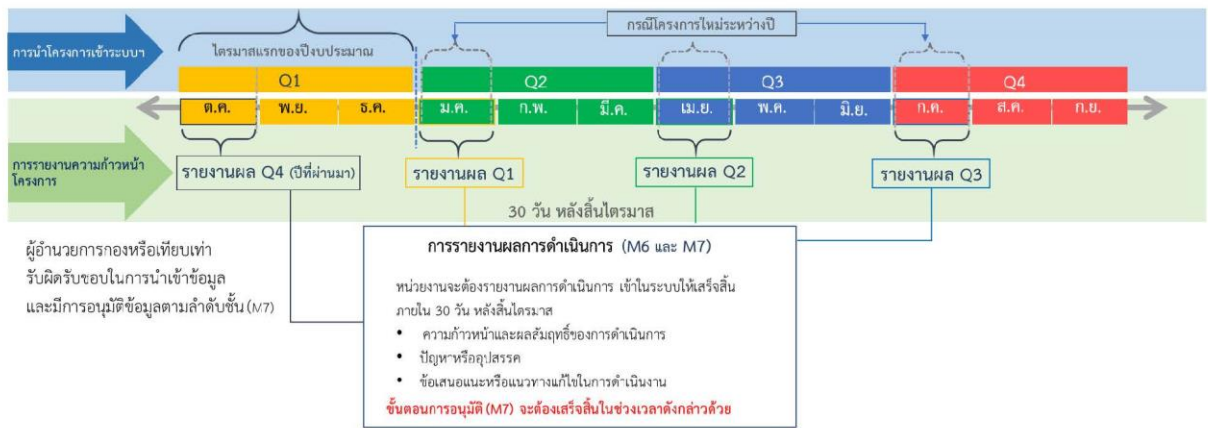 การนำโครงการเข้าระบบฯ
ไตรมาสแรกของปีงบประมาณ
กรณีโครงการใหม่ระหว่างปี
Q1
Q2
Q3
Q4
ต.ค.
พ.ย.
ธ.ค.
ม.ค.
ก.พ.
มี.ค.
เม.ย.
พ.ค.
มิ.ย.
ก.ค.
ส.ค.
ก.ย.
การรายงานความก้าวหน้า
โครงการ
รายงานผล Q4 (ปีที่ผ่านมา)
รายงานผล Q1
รายงานผล Q2
รายงานผล Q3
30 วัน หลังสิ้นไตรมาส
ผู้อำนวยการกองหรือเทียบเท่า
รับผิดรับชอบในการนำเข้าข้อมูล
และมีการอนุมัติข้อมูลตามลำดับชั้น (M7)
การรายงานผลการดำเนินการ (M6 และ M7)
หน่วยงานจะต้องรายงานผลการดำเนินการ เข้าในระบบให้เสร็จสิ้น
ภายใน 30 วัน หลังสิ้นไตรมาส
• ความก้าวหน้าและผลสัมฤทธิ์ของการดำเนินการ
• ปัญหาหรืออุปสรรค
• ข้อเสนอแนะหรือแนวทางแก้ไขในการดำเนินงาน
ขั้นตอนการอนุมัติ (M7) จะต้องเสร็จสิ้นในช่วงเวลาดังกล่าวด้วย